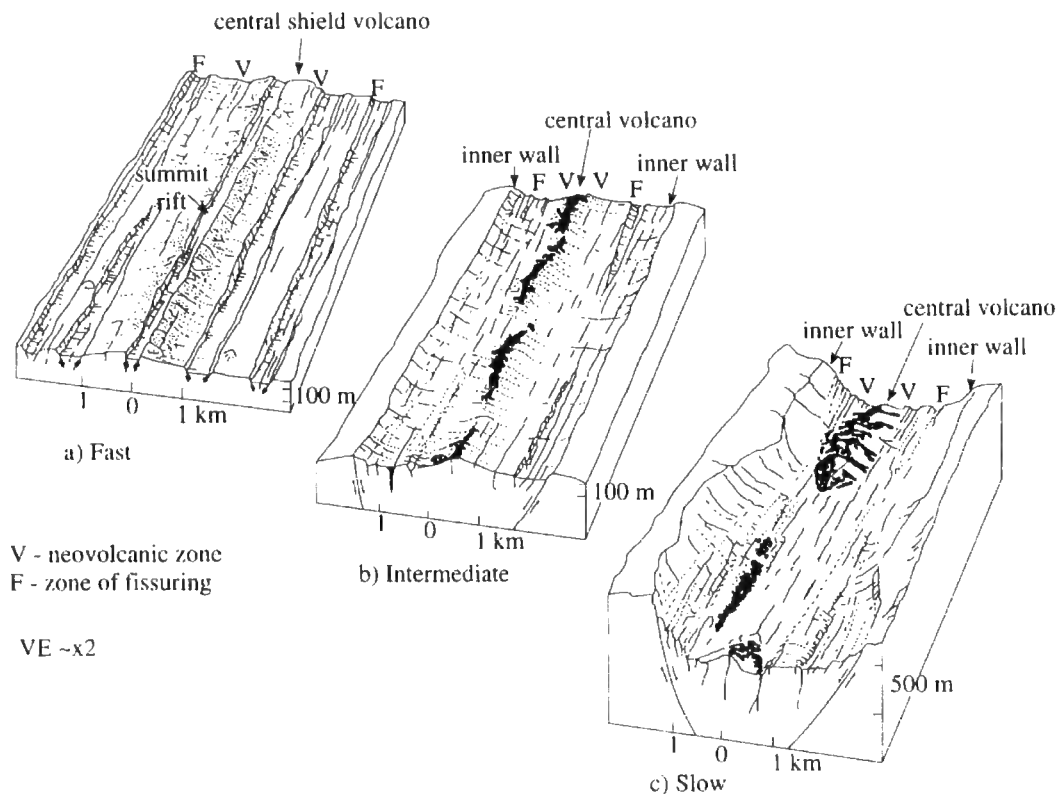 central shield volcano
F V V F
summit
rift
1 0 1 km
100 m
a) Fast
central volcano
inner wall
inner wall
F V V F
1 0 1 km
100 m
b) Intermediate
V - neovolcanic zone
F - zone of fissuring
VE ~x2
central volcano
inner wall
inner wall
F V V F
1 0 1 km
500 m
c) Slow